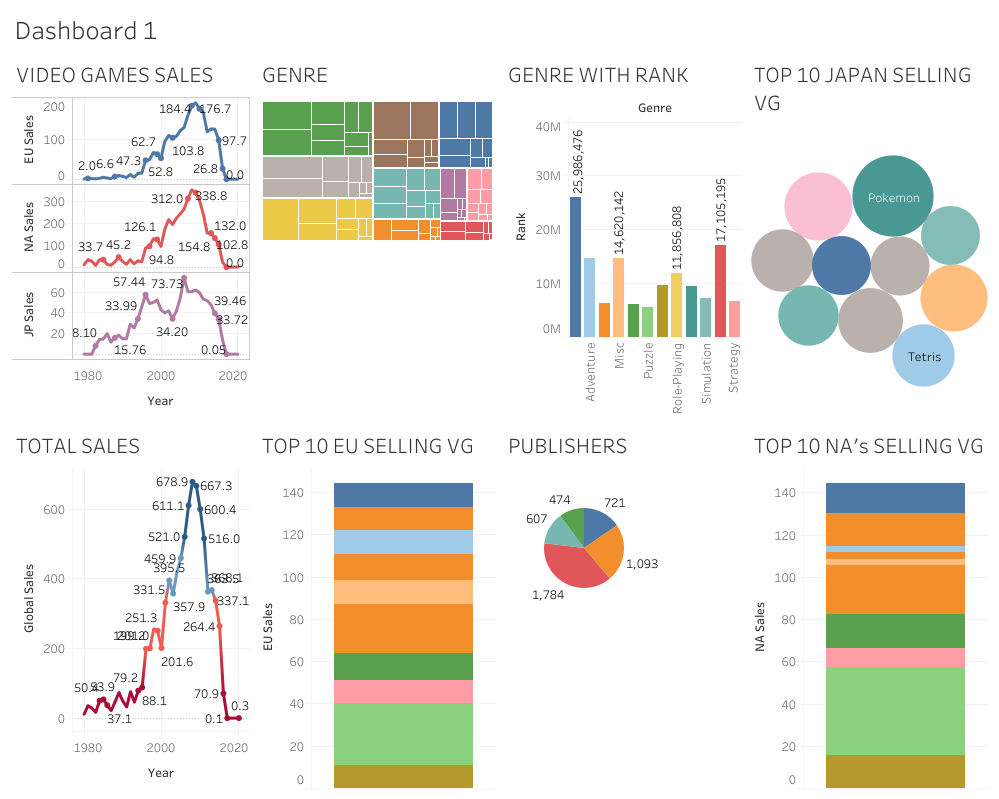 Dashboard 1
VIDEO GAMES SALES
EU Sales
200
100
0
2.0
6.6
47.3
62.7
52.8
103.8
184.4
176.7
97.7
26.8
0.0
NA Sales
300
200
100
0
33.7
45.2
94.8
126.1
154.8
312.0
338.8
132.0
102.8
0.0
JP Sales
60
40
20
8.10
15.76
33.99
57.44
34.20
73.73
39.46
33.72
0.05
1980
2000
2020
Year
GENRE
GENRE WITH RANK
Genre
Rank
40M
30M
20M
10M
0M
25,986,476
14,620,142
11,856,808
17,105,195
Adventure
Misc
Puzzle
Role-Playing
Simulation
Strategy
TOP 10 JAPAN SELLING
VG
Pokemon
Tetris
TOTAL SALES
Global Sales
600
400
200
0
678.9
667.3
611.1
600.4
521.0
516.0
459.9
395.5
331.5
357.9
337.1
251.3
264.4
201.6
79.2
88.1
70.9
53.9
37.1
0.1
0.3
1980
2000
2020
Year
TOP 10 EU SELLING VG
EU Sales
140
120
100
80
60
40
20
0
PUBLISHERS
474
721
607
1,093
1,784
TOP 10 NA's SELLING VG
NA Sales
140
120
100
80
60
40
20
0